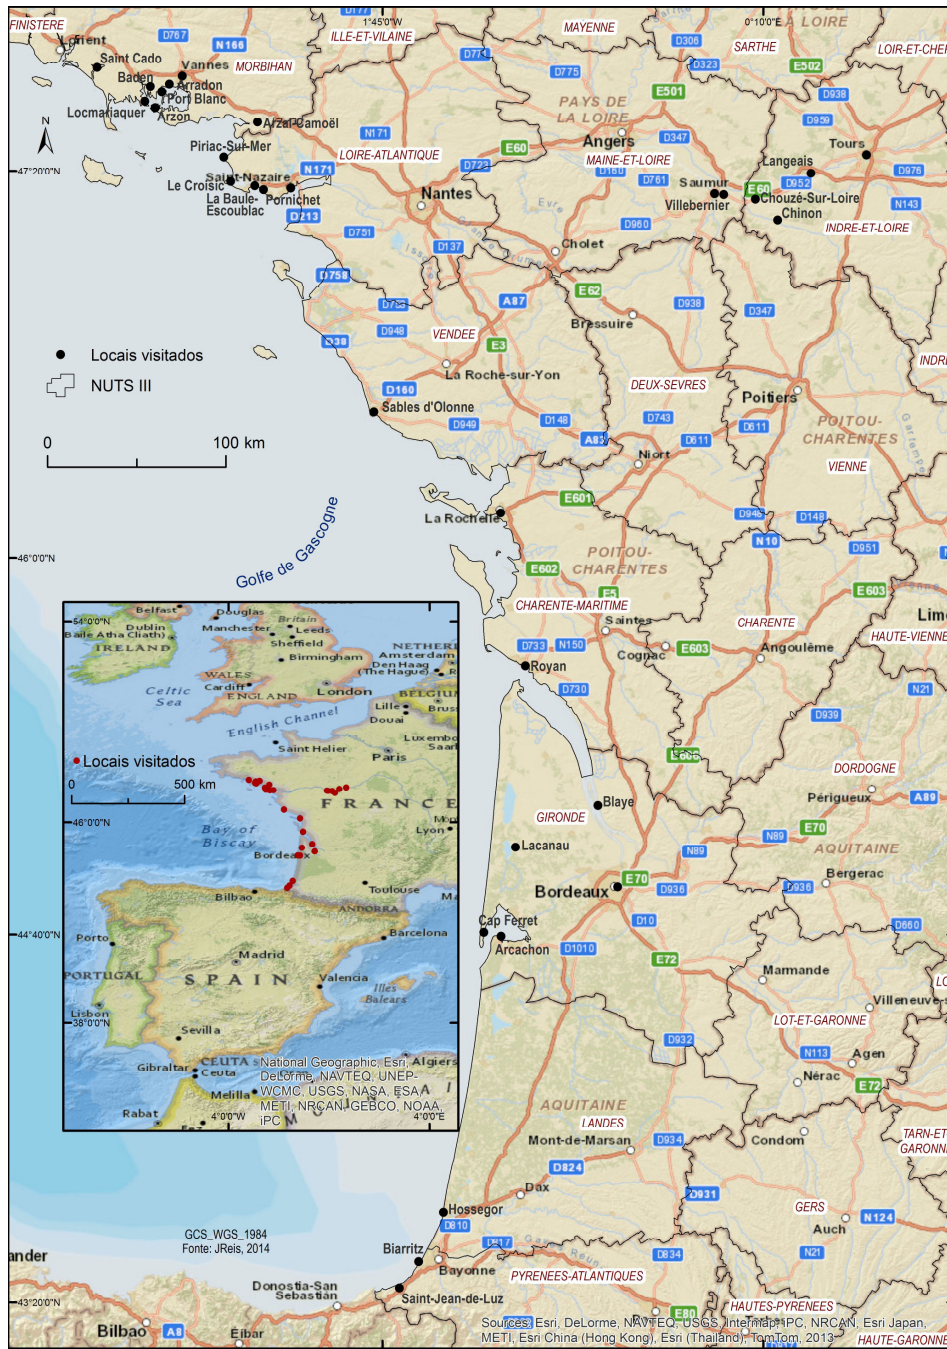 1°45'0"W
0°10'0"E
FINISTERE
D177
D767
N166
ILLE-ET-VILAINE
MAYENNE
D306
SARTHE
PAYS DE
LA LOIRE
LOIR-ET-CHER
Lorient
Saint Cado
Vannes
MORBIHAN
D771
D775
D323
E502
Baden
Arradon
Port Blanc
Locmariaquer
Arzon
Arzal-Camoël
E501
D938
D959
PAYS DE
LA LOIRE
Angers
D347
Tours
N
Piriac-Sur-Mer
N171
E60
LOIRE-ATLANTIQUE
D723
MAINE-ET-LOIRE
D160
D761
Langeais
D952
D976
47°20'0"N
Saint-Nazaire
N171
Le Croisic
La Baule-
Escoublac
Pornichet
D213
Nantes
Saumur
Villebernier
E60
Chouzé-Sur-Loire
Chinon
N143
INDRE-ET-LOIRE
D751
D137
Evre
D960
Cholet
D758
A87
E62
D938
D347
D38
D948
VENDEE
Bressuire
E3
Locais visitados
NUTS III
La Roche-sur-Yon
D160
DEUX-SEVRES
Poitiers
Sables d'Olonne
D949
D148
D743
D611
D611
POITOU-
CHARENTES
Gartempe
A83
Niort
VIENNE
0
100 km
La Rochelle
E601
D148
N10
D951
Golfe de Gascogne
46°0'0"N
E602
POITOU-
CHARENTES
E5
E603
CHARENTE-MARITIME
CHARENTE
HAUTE-VIENNE
Saintes
D733
N150
Cognac
E603
Angoulême
Royan
D730
N21
D939
E606
DORDOGNE
Périgueux
A89
Blaye
GIRONDE
Lacanau
N89
N89
E70
AQUITAINE
Bordeaux
E70
D936
D936
Bergerac
D10
D660
Cap Ferret
Arcachon
D1010
E72
44°40'0"N
Marmande
LOT-ET-GARONNE
D932
N113
Agen
Nérac
E72
AQUITAINE
LANDES
Mont-de-Marsan
D934
Condom
D824
Dax
D931
GERS
N124
Auch
Hossegor
D810
D817
D834
N21
Biarritz
Bayonne
PYRENEES-ATLANTIQUES
Saint-Jean-de-Luz
HAUTES-PYRENEES
HAUTE-GARONNE
43°20'0"N
Donostia-San
Sebastián
Bilbao
A8
Eibar
E80
GCS_WGS_1984
Fonte: JReis, 2014
Sources: Esri, DeLorme, NAVTEQ, USGS, Intermap, iPC, NRCAN, Esri Japan,
METI, Esri China (Hong Kong), Esri (Thailand), TomTom, 2013
Belfast
Douglas
54°0'0"N
Britain
Dublin
(Baile Atha Cliath)
Manchester
Leeds
Sheffield
IRELAND
Birmingham
Amsterdam
Den Haag
(The Hague)
WALES
Cardiff
ENGLAND
London
Celtic
Sea
English Channel
Lille
Douai
Saint Helier
Paris
Locais visitados
0
500 km
FRANCE
46°0'0"N
Bay of
Biscay
Lyon
Bordeaux
Toulouse
Bilbao
ANDORRA
Porto
Barcelona
Madrid
PORTUGAL
SPAIN
Valencia
Illes
Balears
Lisbon
38°0'0"N
Sevilla
Gibraltar
CEUTA
Ceuta
Algiers
Melilla
Rabat
National Geographic, Esri,
DeLorme, NAVTEQ, UNEP-
WCMC, USGS, NASA, ESA,
METI, NRCAN, GEBCO, NOAA,
iPC
4°0'0"W
4°0'0"E